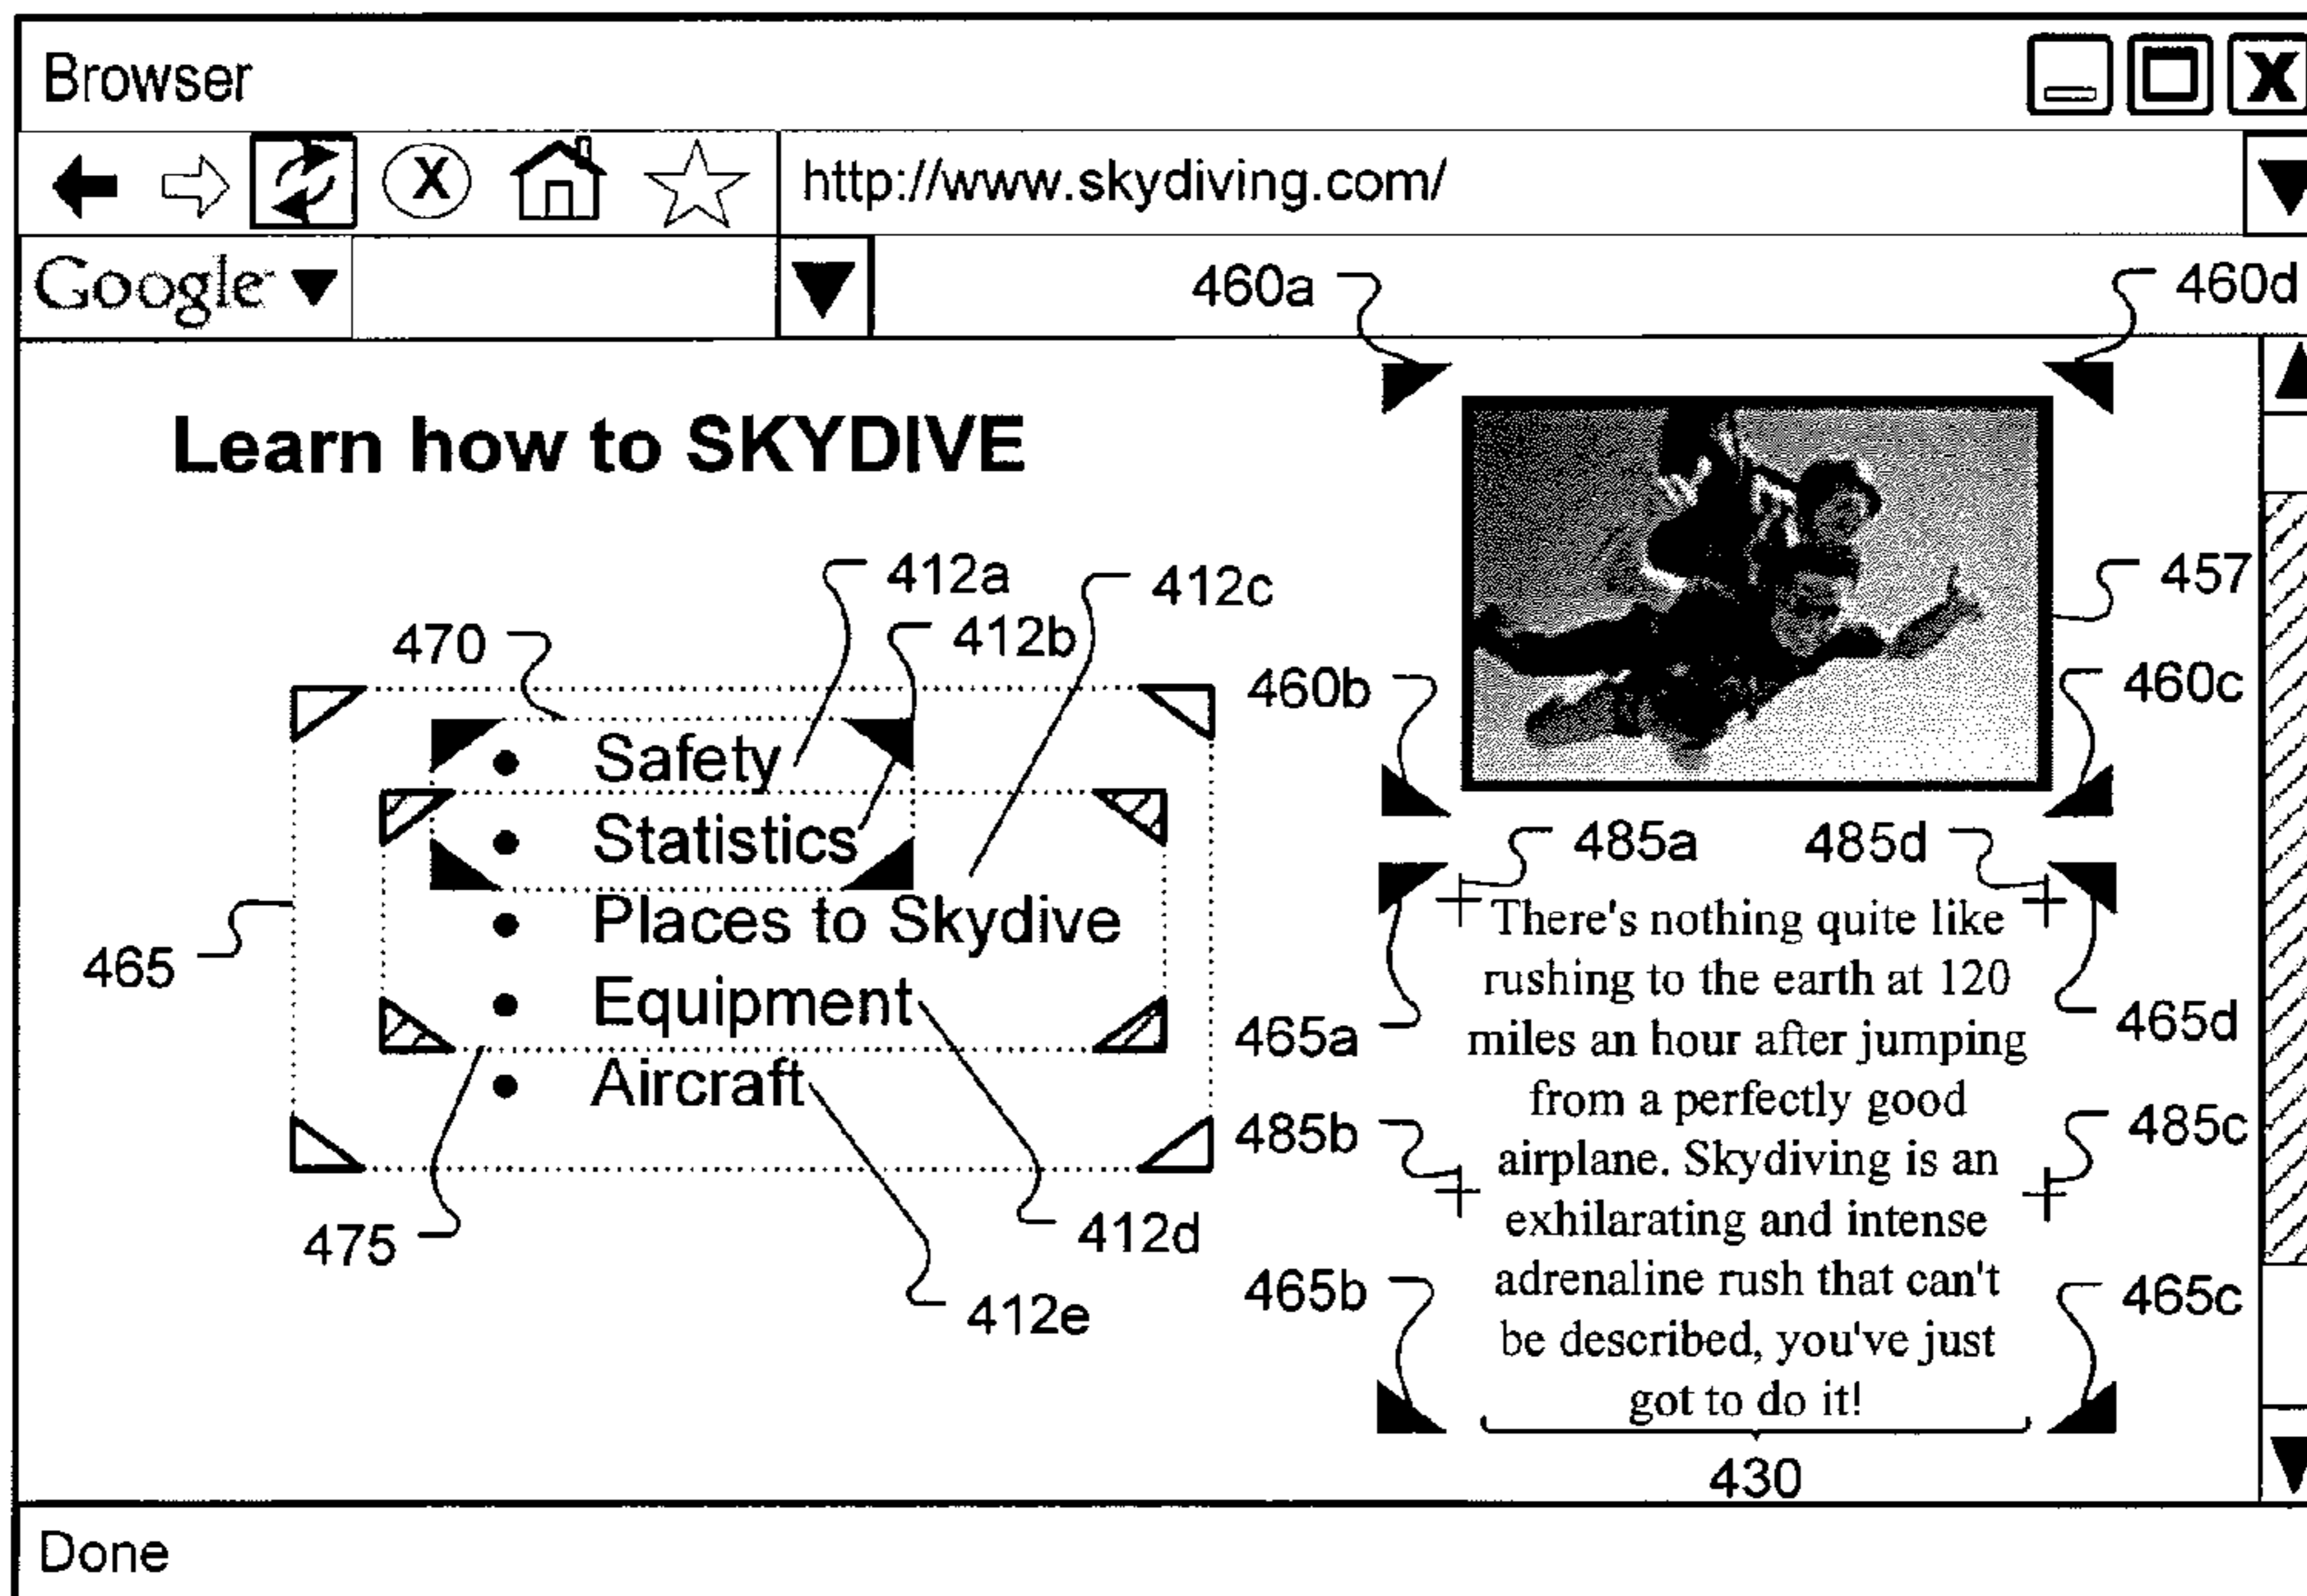 Browser
X
http://www.skydiving.com/
Google
460a
460d
Learn how to SKYDIVE
412a
412c
457
470
412b
460b
460c
• Safety
• Statistics
485a
485d
• Places to Skydive
465
There's nothing quite like
rushing to the earth at 120
miles an hour after jumping
from a perfectly good
airplane. Skydiving is an
exhilarating and intense
adrenaline rush that can't
be described, you've just
got to do it!
• Equipment
465a
465d
• Aircraft
485b
485c
475
412d
412e
465b
465c
430
Done